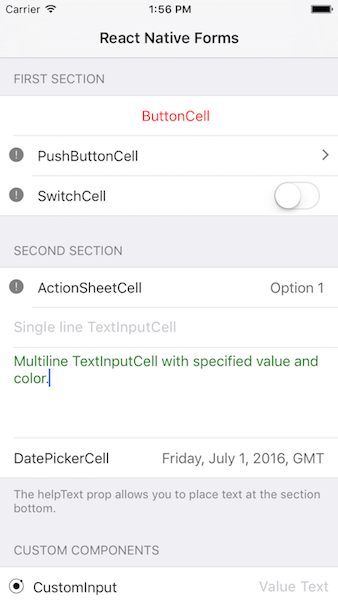 Carrier 1:56 PM
React Native Forms
FIRST SECTION
ButtonCell
! PushButtonCell
! SwitchCell
SECOND SECTION
! ActionSheetCell Option 1
Single line TextInputCell
Multiline TextInputCell with specified value and
color.
DatePickerCell Friday, July 1, 2016, GMT
The helpText prop allows you to place text at the section
bottom.
CUSTOM COMPONENTS
CustomInput Value Text